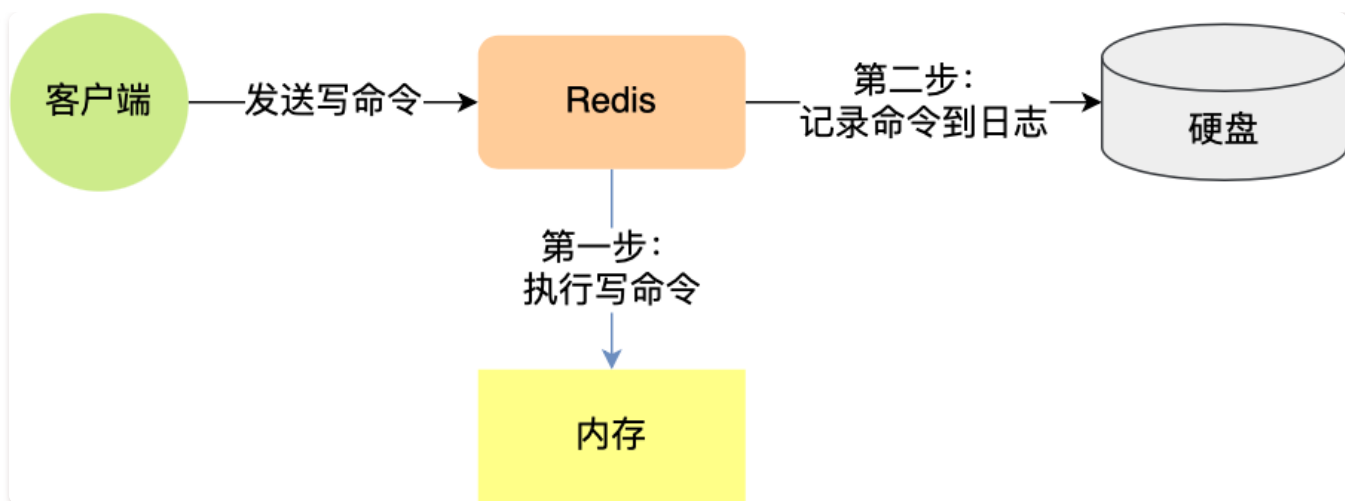 客户端
发送写命令
Redis
第二步：
记录命令到日志
硬盘
第一步：
执行写命令
内存